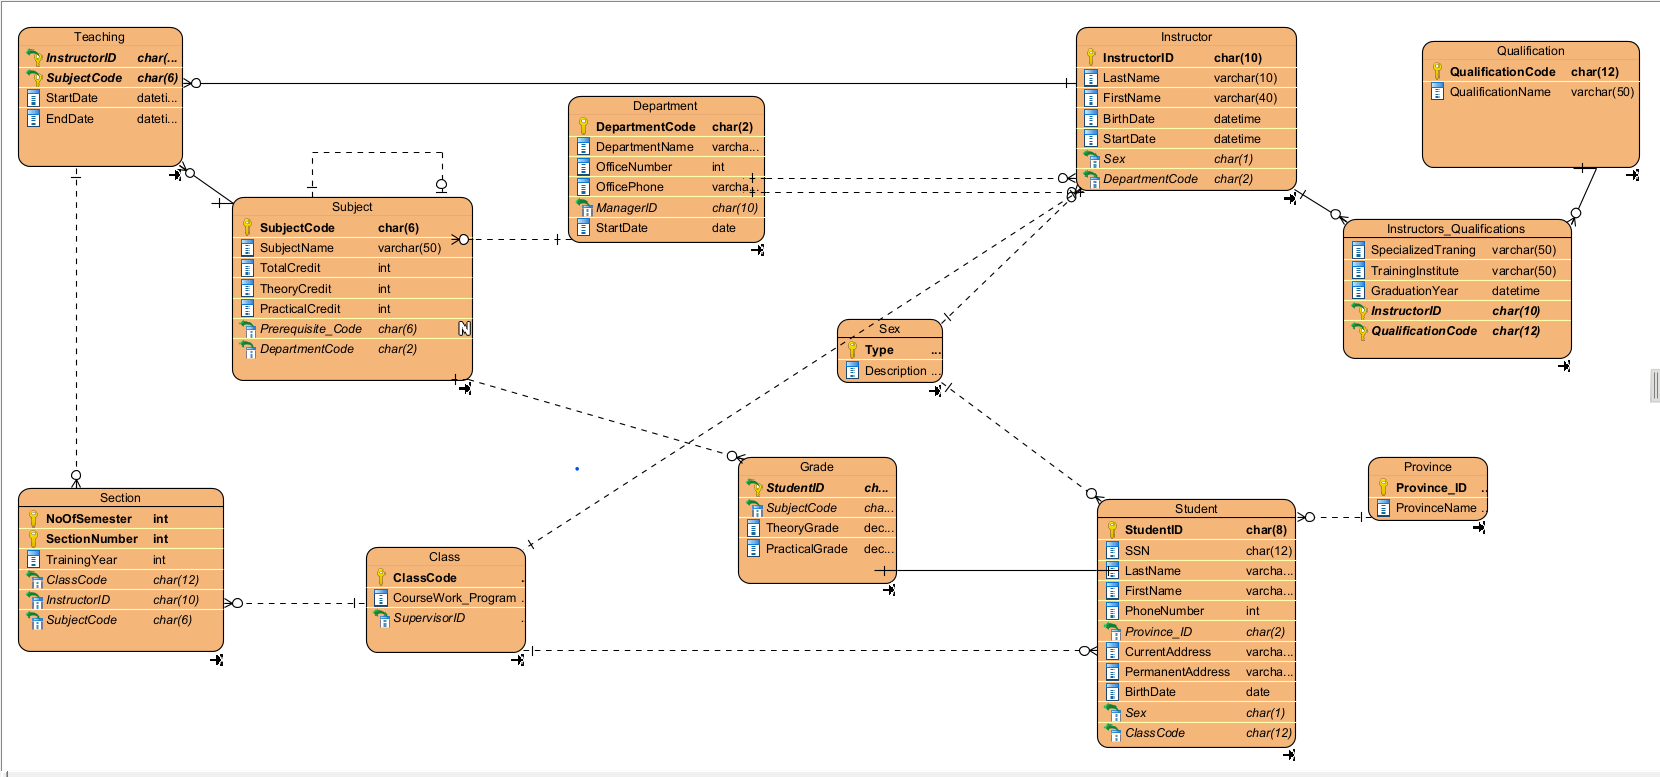 Teaching
InstructorID char(...
SubjectCode char(6)
StartDate dateti...
EndDate dateti...
Department
DepartmentCode char(2)
DepartmentName varcha...
OfficeNumber int
OfficePhone varcha...
ManagerID char(10)
StartDate date
Instructor
InstructorID char(10)
LastName varchar(10)
FirstName varchar(40)
BirthDate datetime
StartDate datetime
Sex char(1)
DepartmentCode char(2)
Qualification
QualificationCode char(12)
QualificationName varchar(50)
Subject
SubjectCode char(6)
SubjectName varchar(50)
TotalCredit int
TheoryCredit int
PracticalCredit int
Prerequisite_Code char(6) N
DepartmentCode char(2)
Instructors_Qualifications
SpecializedTraning varchar(50)
TrainingInstitute varchar(50)
GraduationYear datetime
InstructorID char(10)
QualificationCode char(12)
Sex
Type ...
Description ...
Grade
StudentID ch...
SubjectCode cha...
TheoryGrade dec...
PracticalGrade dec...
Province
Province_ID ..
ProvinceName ..
Section
NoOfSemester int
SectionNumber int
TrainingYear int
ClassCode char(12)
InstructorID char(10)
SubjectCode char(6)
Class
ClassCode .
CourseWork_Program .
SupervisorID .
Student
StudentID char(8)
SSN char(12)
LastName varcha...
FirstName varcha...
PhoneNumber int
Province_ID char(2)
CurrentAddress varcha...
PermanentAddress varcha...
BirthDate date
Sex char(1)
ClassCode char(12)